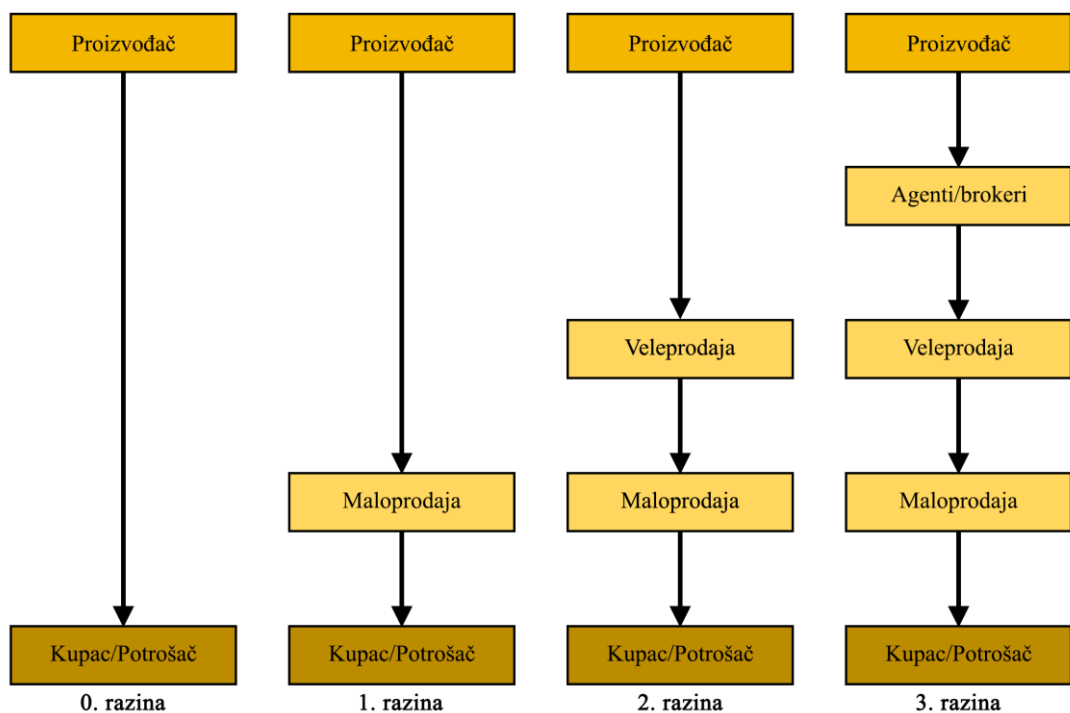 Proizvođač
Proizvođač
Proizvođač
Proizvođač
Agenti/brokeri
Veleprodaja
Veleprodaja
Maloprodaja
Maloprodaja
Maloprodaja
Kupac/Potrošač
Kupac/Potrošač
Kupac/Potrošač
Kupac/Potrošač
0. razina
1. razina
2. razina
3. razina